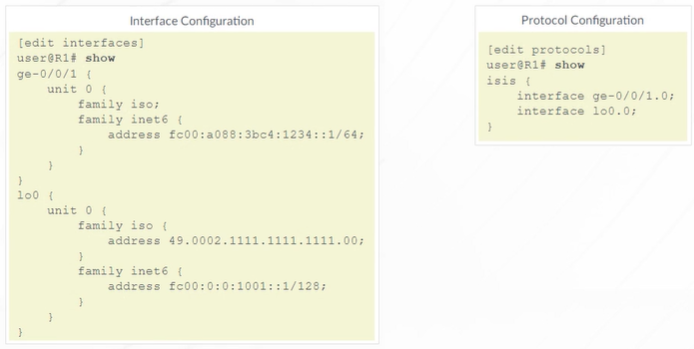 Interface Configuration
[edit interfaces]
user@R1# show
ge-0/0/1 {
    unit 0 {
        family iso;
        family inet6 {
            address fc00:a088:3bc4:1234::1/64;
        }
    }
}
lo0 {
    unit 0 {
        family iso {
            address 49.0002.1111.1111.1111.00;
        }
        family inet6 {
            address fc00:0:0:1001::1/128;
        }
    }
}
Protocol Configuration
[edit protocols]
user@R1# show
isis {
    interface ge-0/0/1.0;
    interface lo0.0;
}